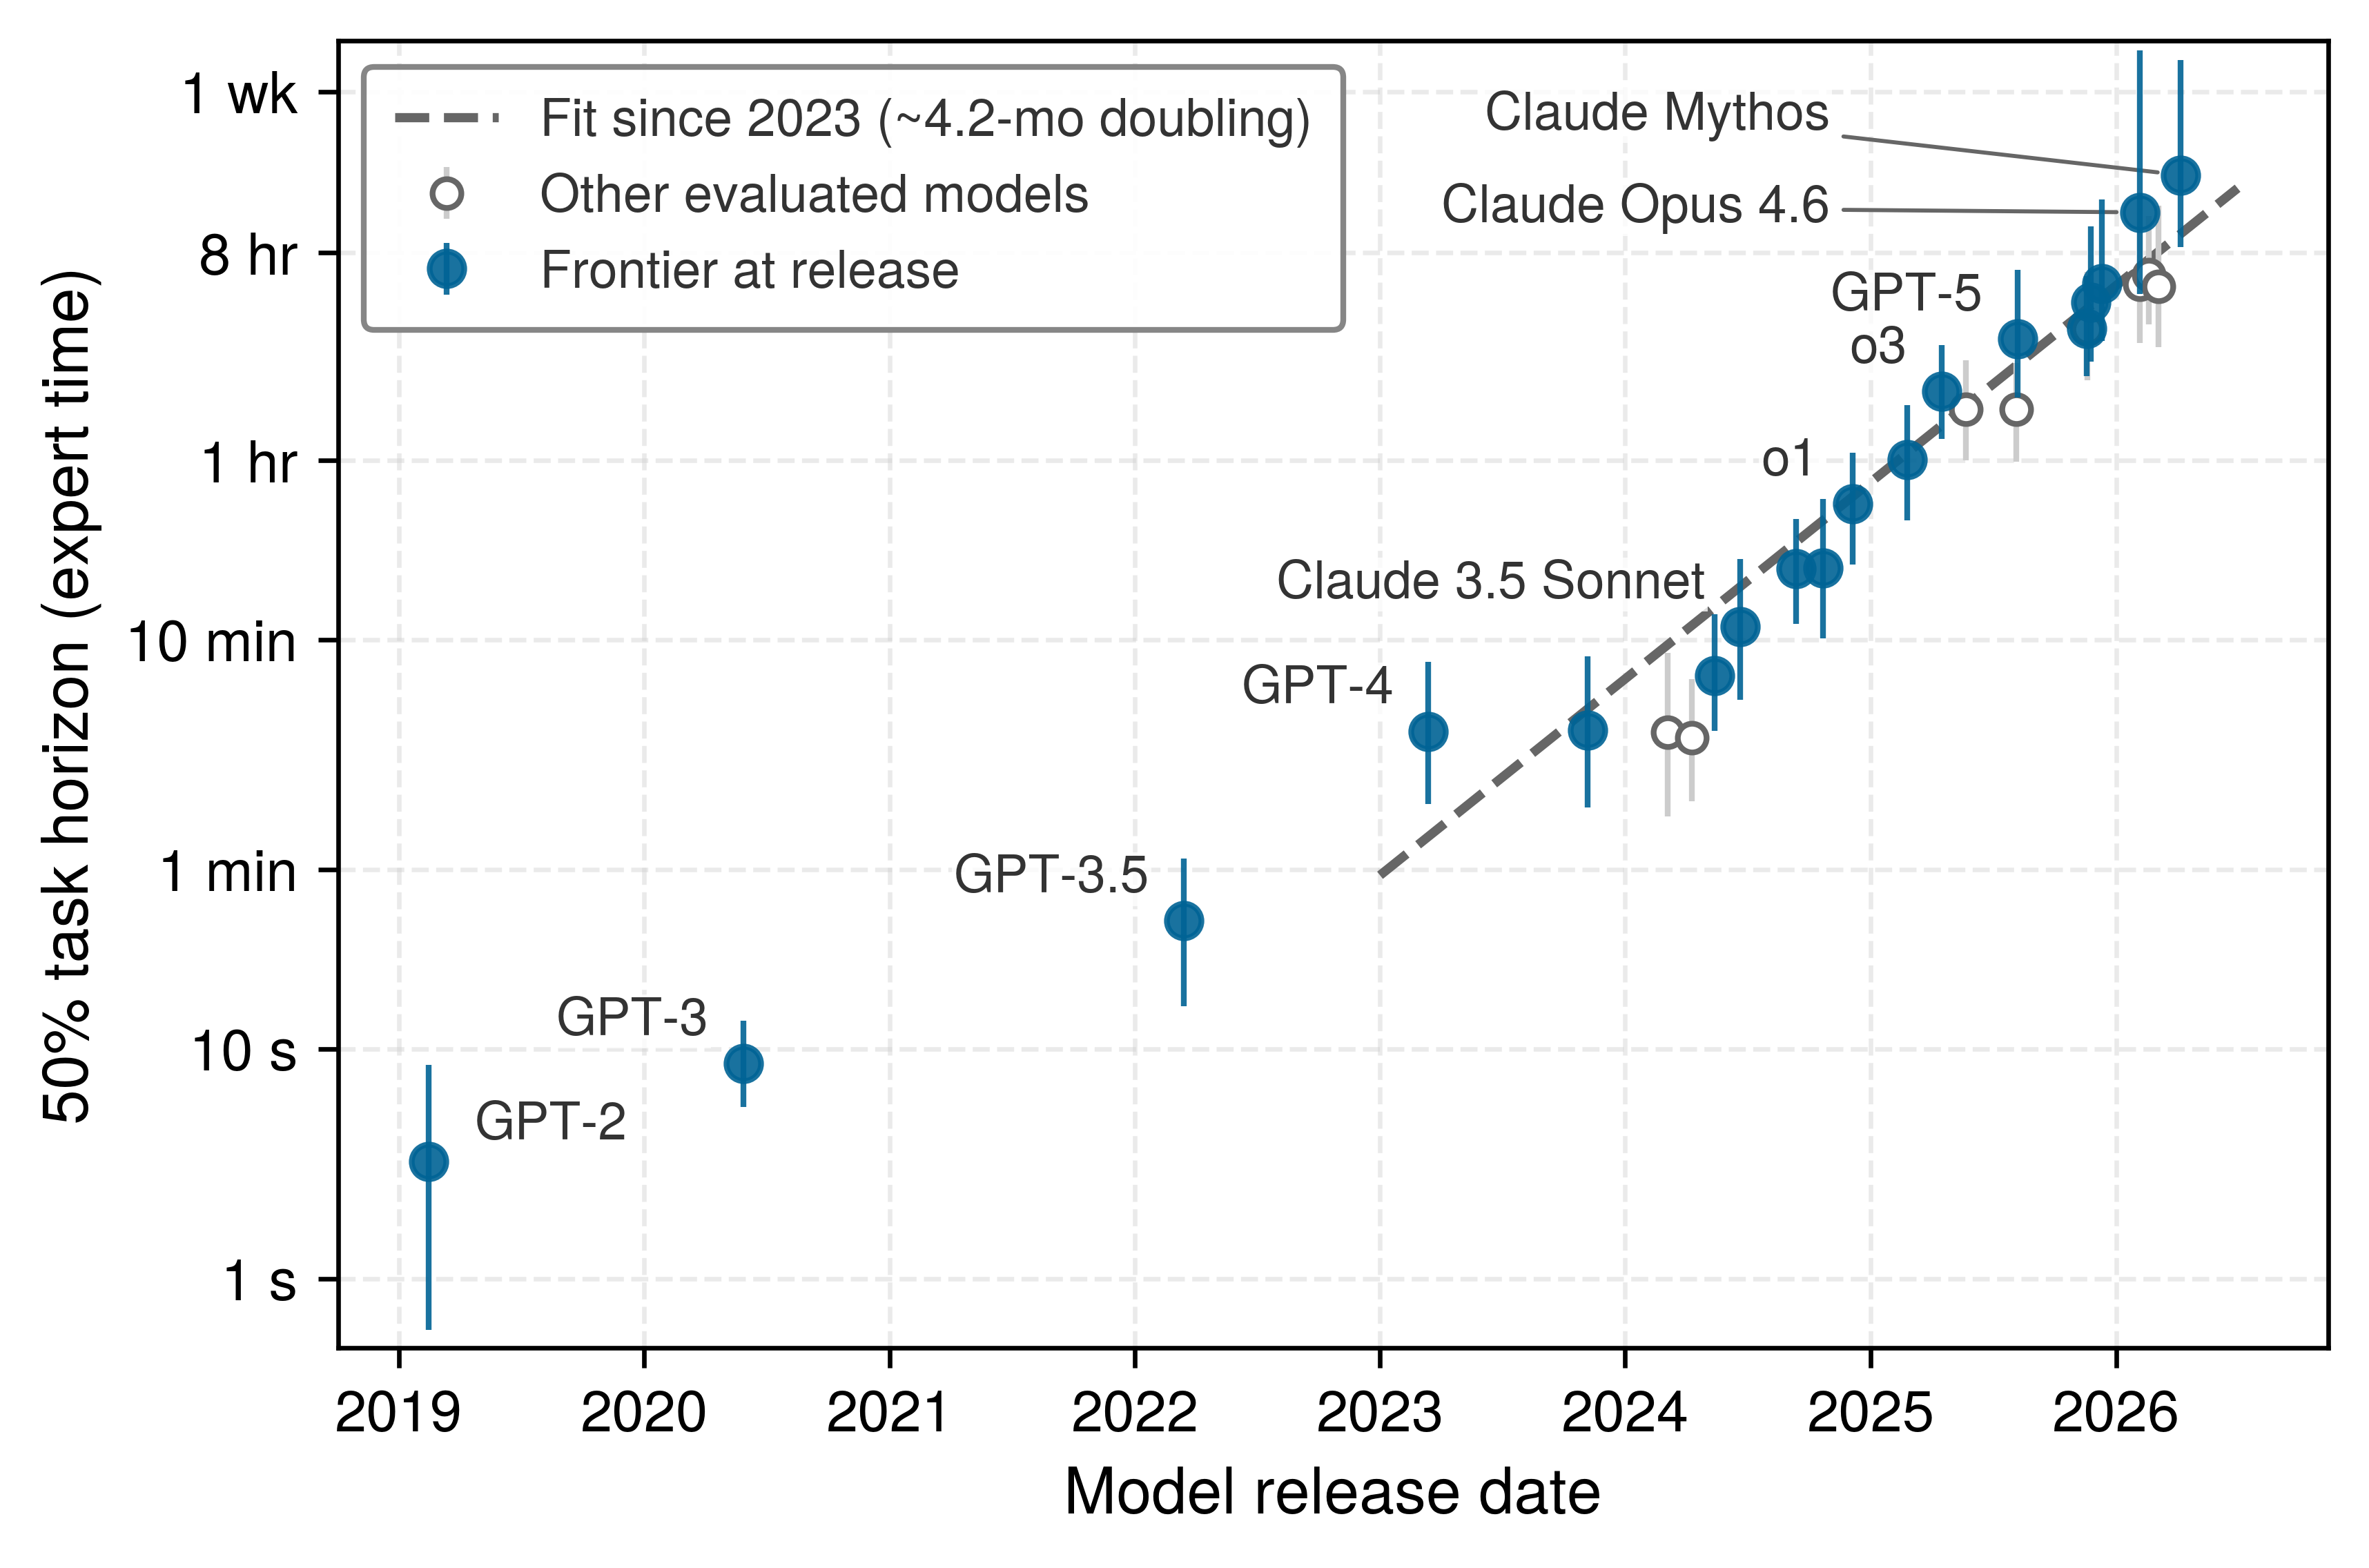 Fit since 2023 (~4.2-mo doubling)
Other evaluated models
Frontier at release
Claude Mythos
Claude Opus 4.6
GPT-5
o3
o1
Claude 3.5 Sonnet
GPT-4
GPT-3.5
GPT-3
GPT-2
50% task horizon (expert time)
1 wk
8 hr
1 hr
10 min
1 min
10 s
1 s
2019
2020
2021
2022
2023
2024
2025
2026
Model release date